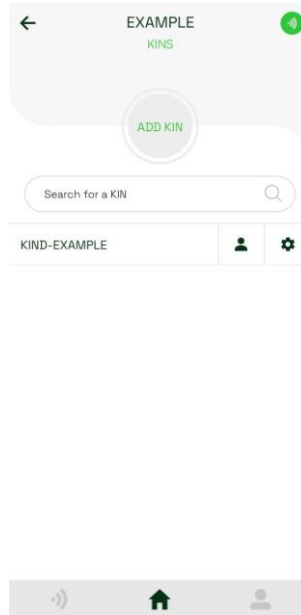 EXAMPLE
KINS
ADD KIN
Search for a KIN
KIND-EXAMPLE